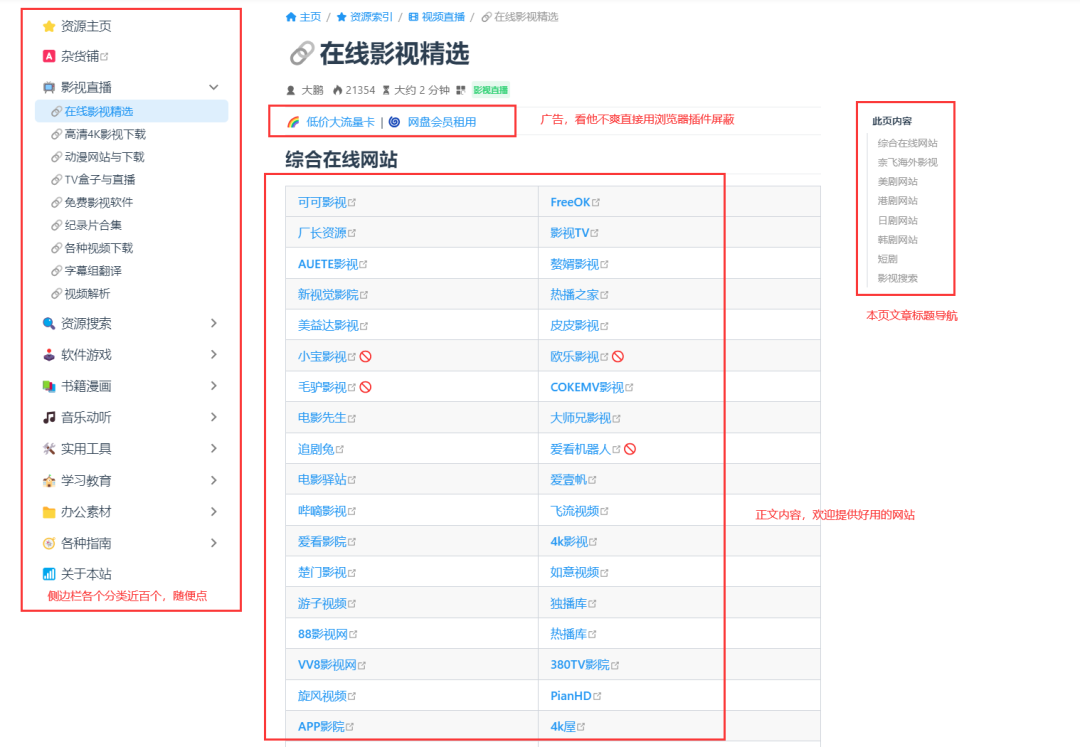 资源主页
杂货铺
影视直播
在线影视精选
高清4K影视下载
动漫网站与下载
TV盒子与直播
免费影视软件
纪录片合集
各种视频下载
字幕组翻译
视频解析
资源搜索
软件游戏
书籍漫画
音乐动听
实用工具
学习教育
办公素材
各种指南
关于本站
侧边栏各个分类近百个，随便点
主页 / 资源索引 / 视频直播 / 在线影视精选
在线影视精选
大鹏 21354 大约 2 分钟 影视直播
低价大流量卡 | 网盘会员租用
广告，看他不爽直接用浏览器插件屏蔽
综合在线网站
可可影视 FreeOK
厂长资源 影视TV
AUETE影视 螯婿影视
新视觉影院 热播之家
美益达影视 皮皮影视
小宝影视 欧乐影视
毛驴影视 COKEMV影视
电影先生 大师兄影视
追剧兔 爱看机器人
电影驿站 爱壹帆
哔嘀影视 飞流视频
爱看影院 4k影视
楚门影视 如意视频
游子视频 独播库
88影视网 热播库
VV8影视网 380TV影院
旋风视频 PianHD
APP影院 4k屋
正文内容，欢迎提供好用的网站
此页内容
综合在线网站
奈飞海外影视
美剧网站
港剧网站
日剧网站
韩剧网站
短剧
影视搜索
本页文章标题导航